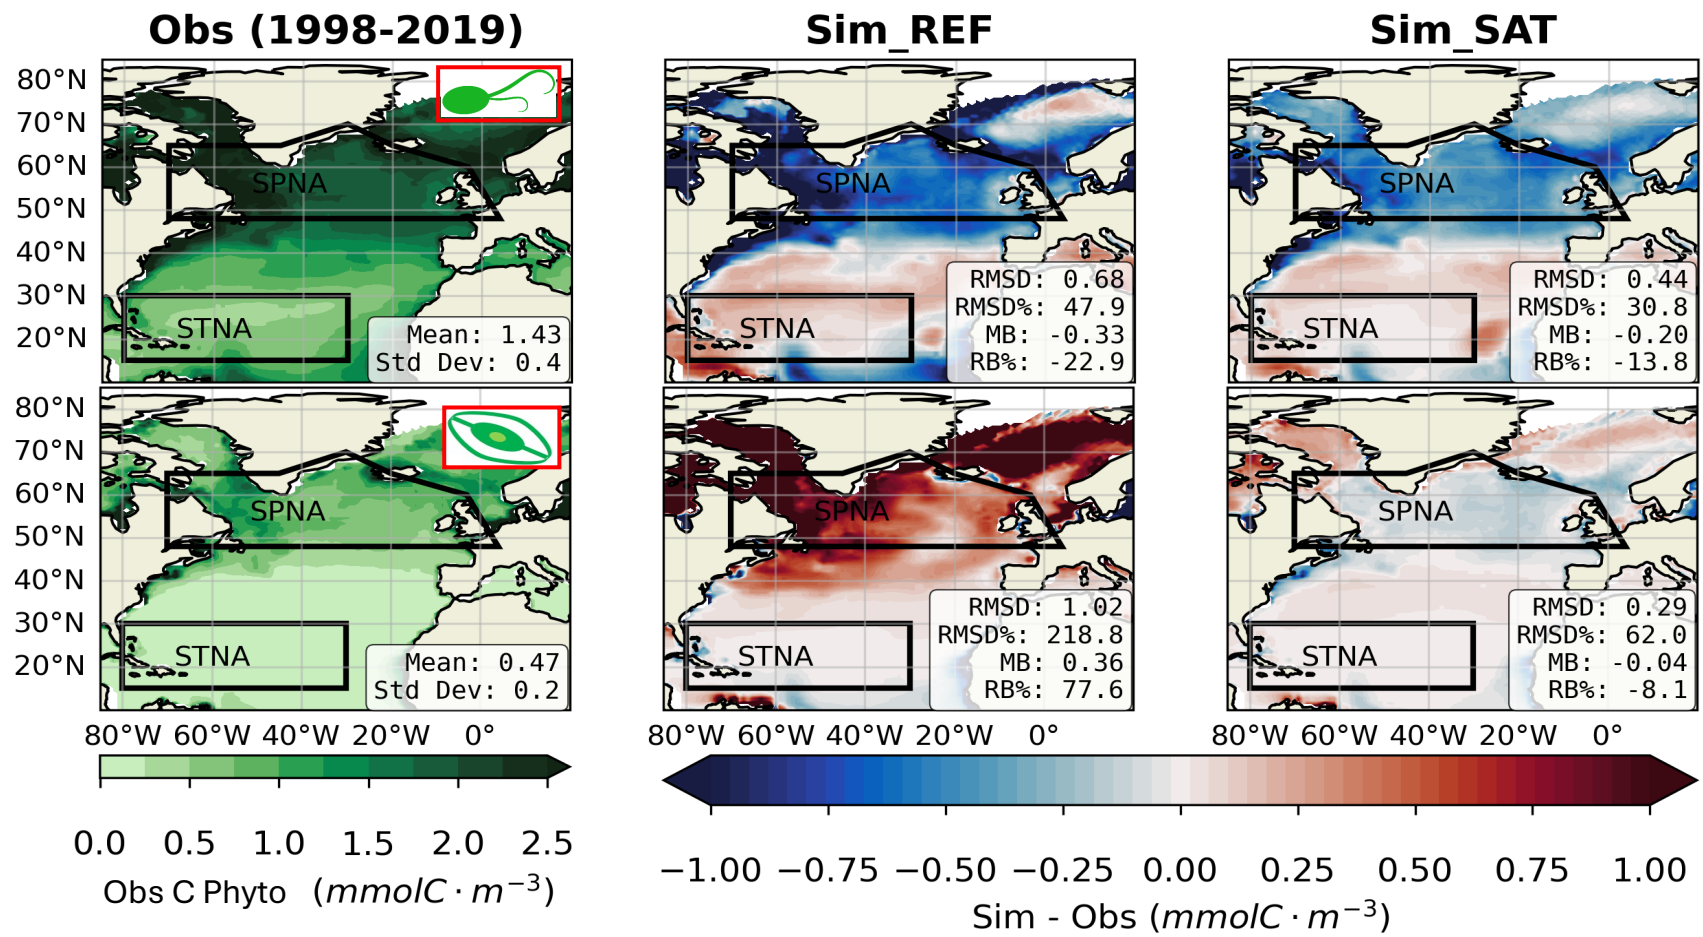 Obs (1998-2019) Sim_REF Sim_SAT
80°N
70°N
60°N
50°N
40°N
30°N
20°N
SPNA
STNA
Mean: 1.43
Std Dev: 0.4
SPNA
STNA
RMSD: 0.68
RMSD%: 47.9
MB: -0.33
RB%: -22.9
SPNA
STNA
RMSD: 0.44
RMSD%: 30.8
MB: -0.20
RB%: -13.8
80°N
70°N
60°N
50°N
40°N
30°N
20°N
SPNA
STNA
Mean: 0.47
Std Dev: 0.2
SPNA
STNA
RMSD: 1.02
RMSD%: 218.8
MB: 0.36
RB%: 77.6
SPNA
STNA
RMSD: 0.29
RMSD%: 62.0
MB: -0.04
RB%: -8.1
80°W 60°W 40°W 20°W 0°
80°W 60°W 40°W 20°W 0°
80°W 60°W 40°W 20°W 0°
0.0 0.5 1.0 1.5 2.0 2.5
Obs C Phyto (mmolC · m⁻³)
−1.00 −0.75 −0.50 −0.25 0.00 0.25 0.50 0.75 1.00
Sim - Obs (mmolC · m⁻³)